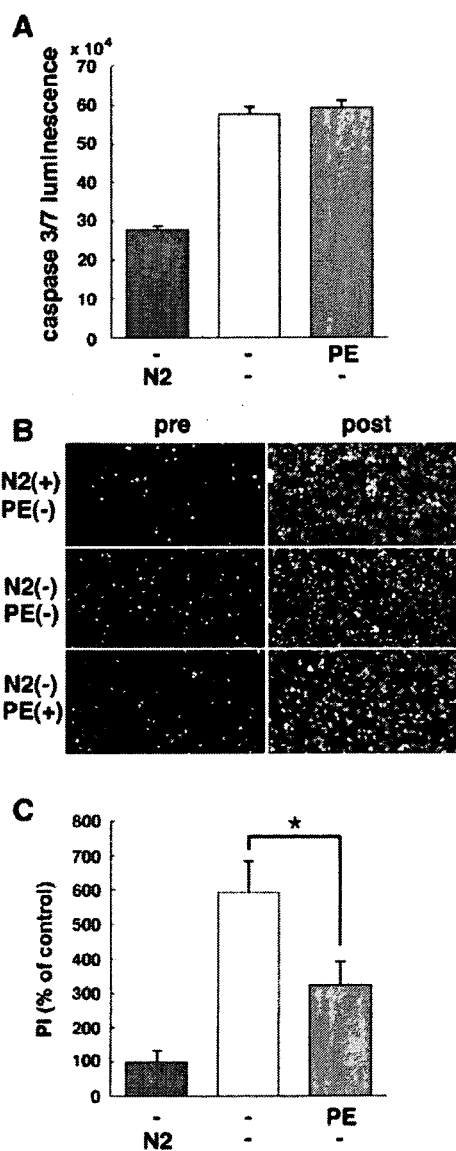 A
x 10⁴
caspase 3/7 luminescence
70
60
50
40
30
20
10
0
- - PE
N2 - -
B
pre post
N2(+)
PE(-)
N2(-)
PE(-)
N2(-)
PE(+)
C
PI (% of control)
800
700
600
500
400
300
200
100
0
*
- - PE
N2 - -